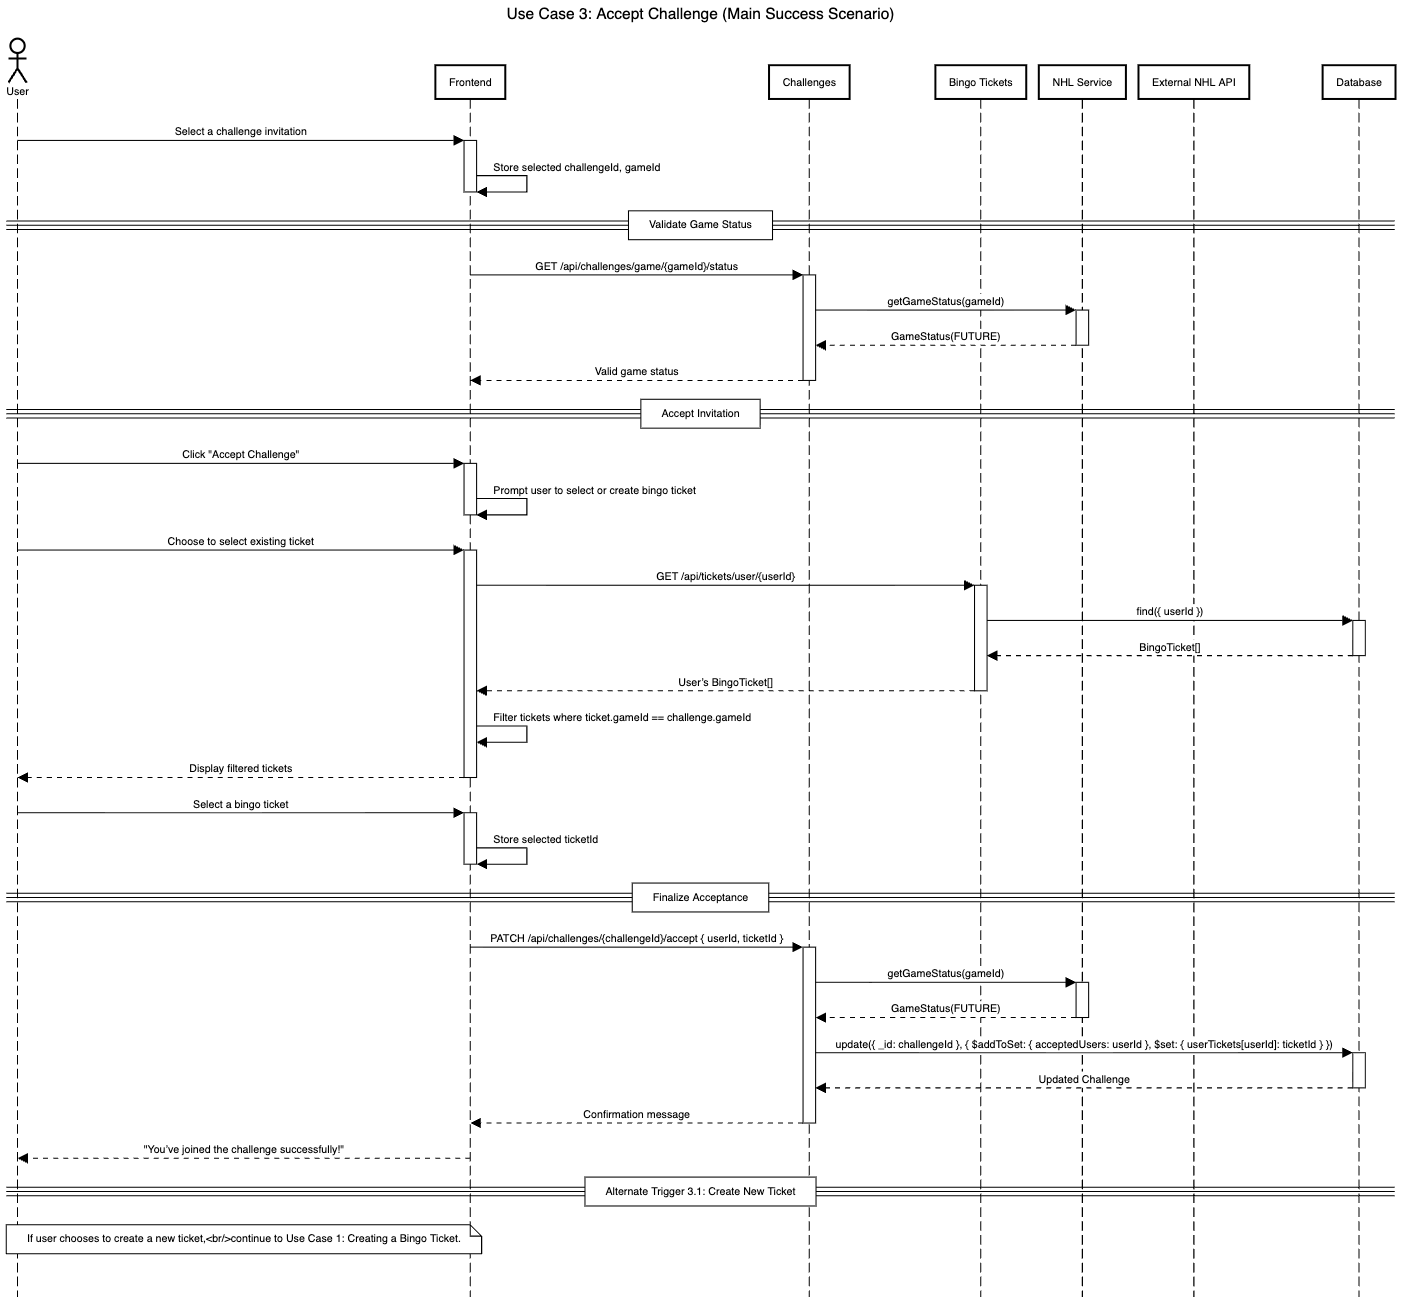 Use Case 3: Accept Challenge (Main Success Scenario)
User
Frontend
Challenges
Bingo Tickets
NHL Service
External NHL API
Database
Select a challenge invitation
Store selected challengeId, gameId
Validate Game Status
GET /api/challenges/game/{gameId}/status
getGameStatus(gameId)
GameStatus(FUTURE)
Valid game status
Accept Invitation
Click "Accept Challenge"
Prompt user to select or create bingo ticket
Choose to select existing ticket
GET /api/tickets/user/{userId}
find({ userId })
BingoTicket[]
User's BingoTicket[]
Filter tickets where ticket.gameId == challenge.gameId
Display filtered tickets
Select a bingo ticket
Store selected ticketId
Finalize Acceptance
PATCH /api/challenges/{challengeId}/accept { userId, ticketId }
getGameStatus(gameId)
GameStatus(FUTURE)
update({ _id: challengeId }, { $addToSet: { acceptedUsers: userId }, $set: { userTickets[userId]: ticketId } })
Updated Challenge
Confirmation message
"You've joined the challenge successfully!"
Alternate Trigger 3.1: Create New Ticket
If user chooses to create a new ticket,<br/>continue to Use Case 1: Creating a Bingo Ticket.